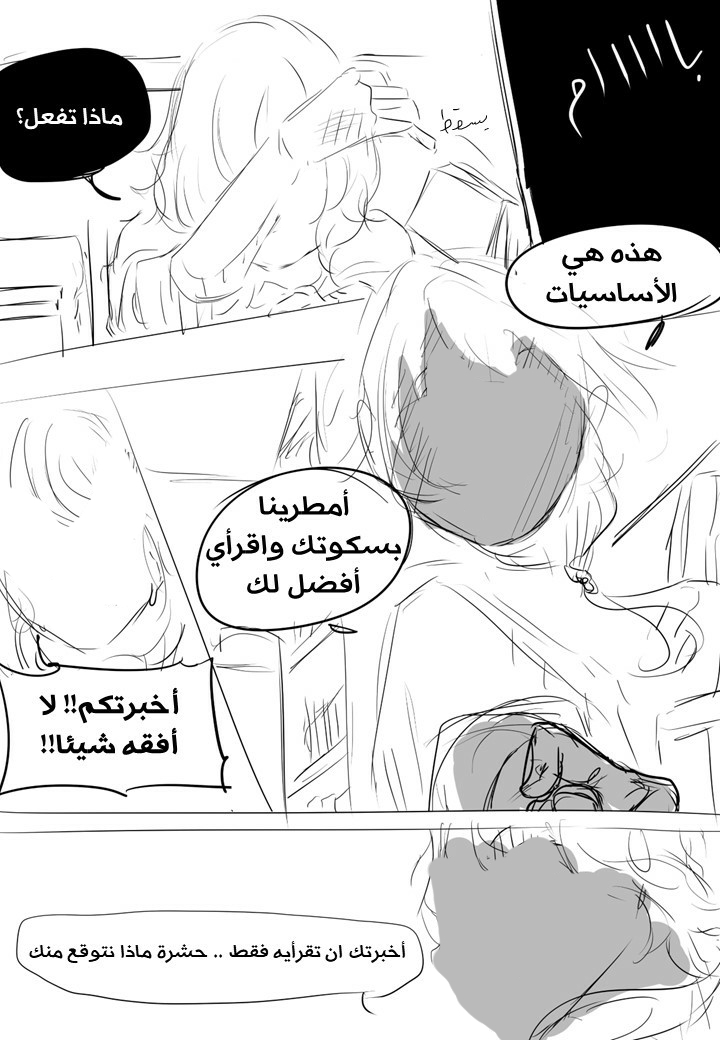 بااااام
يسقط
ماذا تفعل؟
هذه هي
الأساسيات
أمطرينا
بسكوتك واقرأي
أفضل لك
أخبرتكم!! لا
أفقه شيئا!!
أخبرتك ان تقرأيه فقط .. حشرة ماذا نتوقع منك